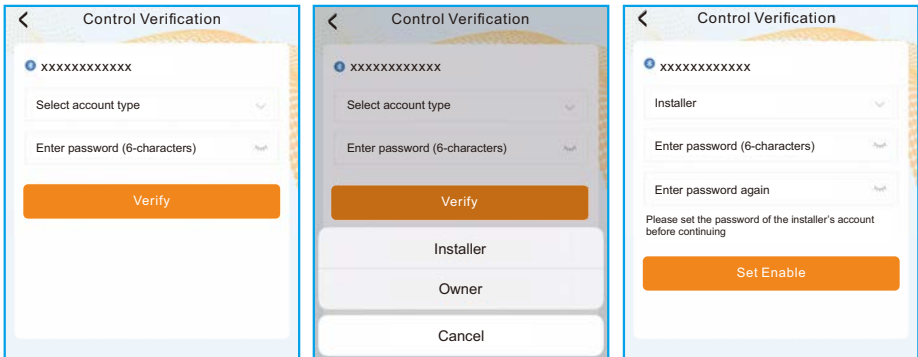 Control Verification
xxxxxxxxxxxx
Select account type
Enter password (6-characters)
Verify
Control Verification
xxxxxxxxxxxx
Select account type
Enter password (6-characters)
Verify
Installer
Owner
Cancel
Control Verification
xxxxxxxxxxxx
Installer
Enter password (6-characters)
Enter password again
Please set the password of the installer's account
before continuing
Set Enable